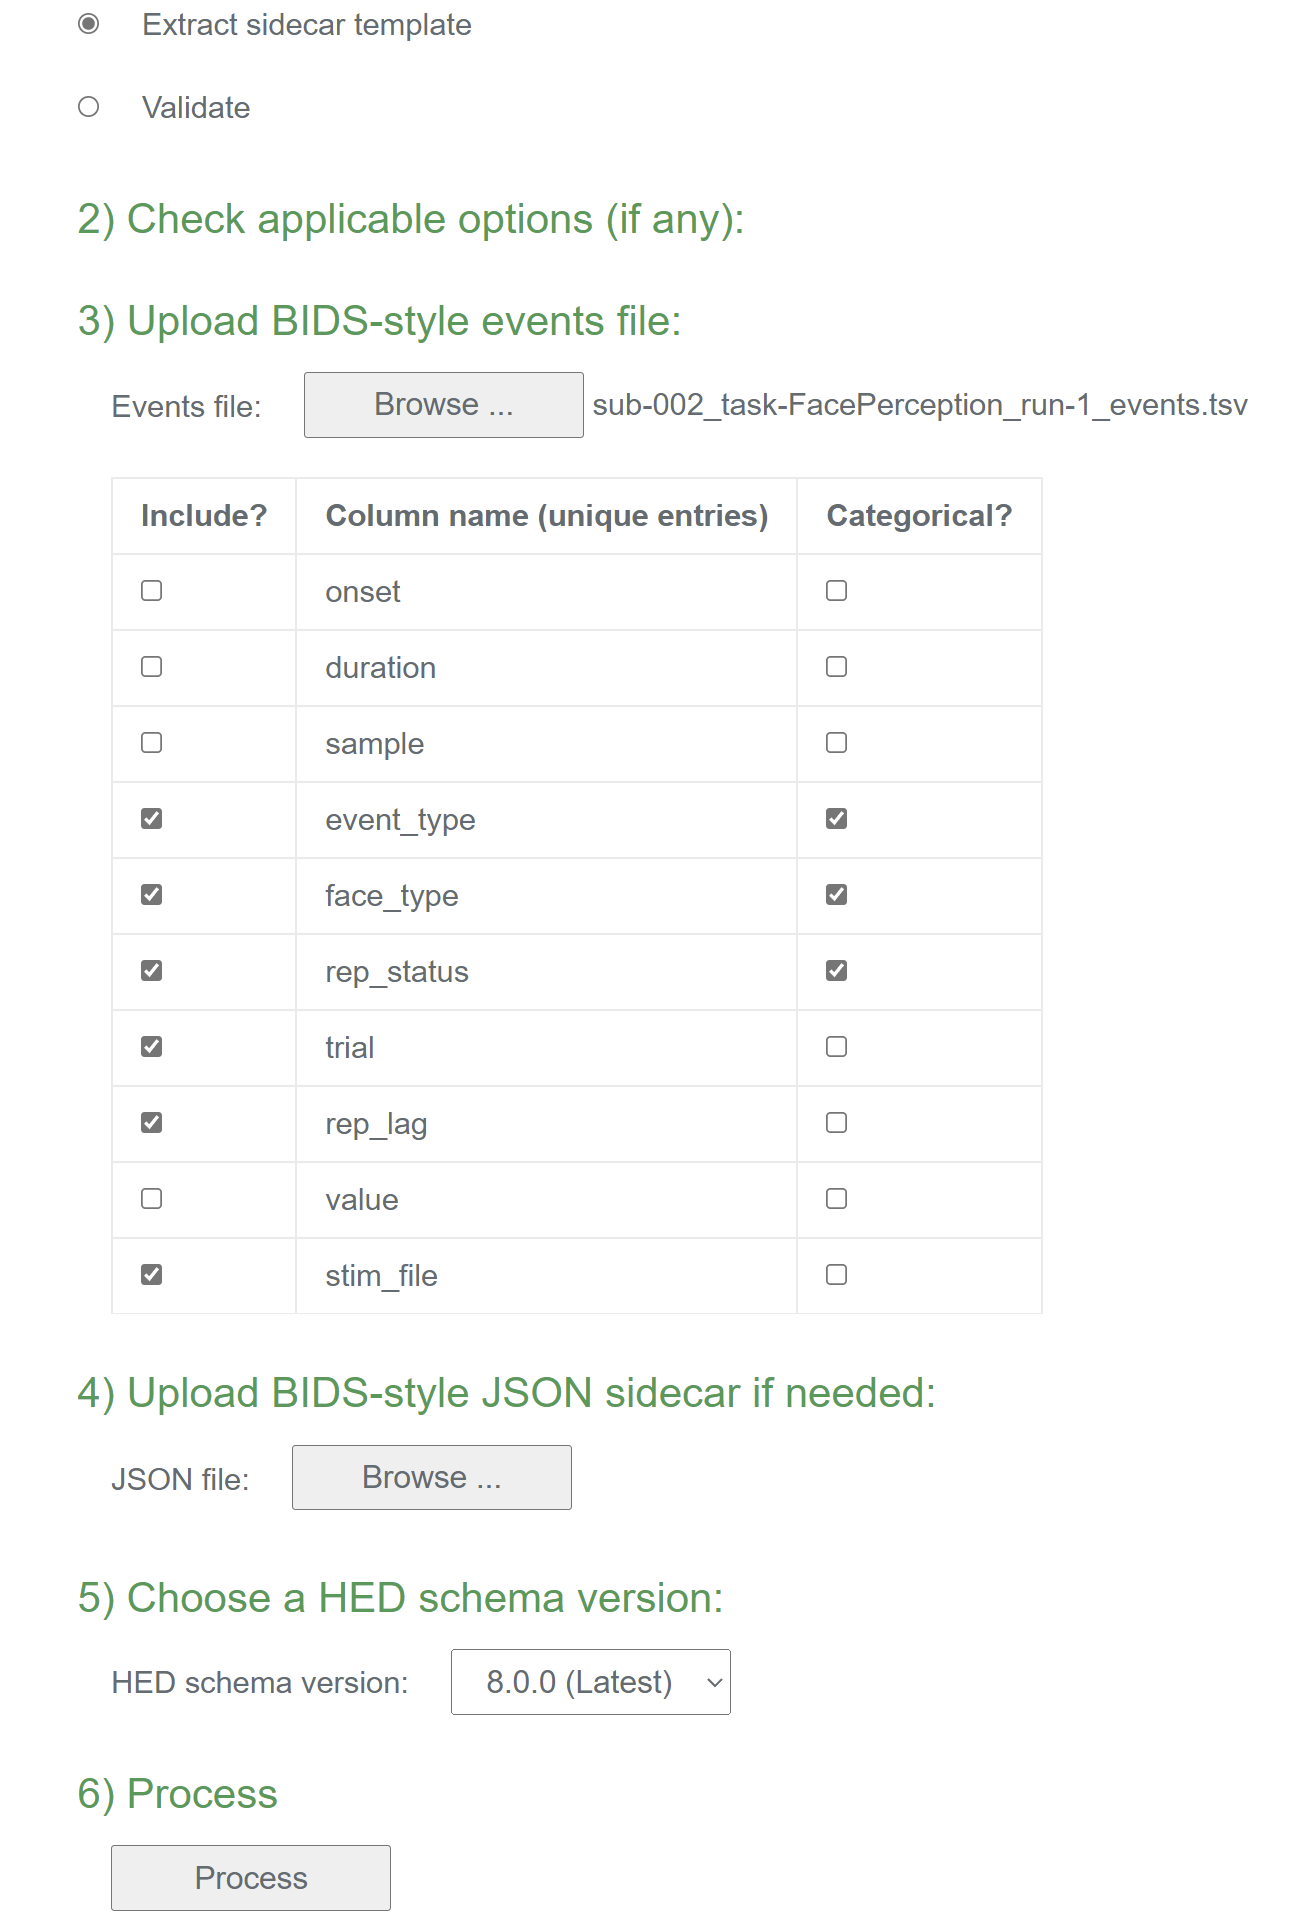 Extract sidecar template
Validate
2) Check applicable options (if any):
3) Upload BIDS-style events file:
Events file: Browse ... sub-002_task-FacePerception_run-1_events.tsv
Include? Column name (unique entries) Categorical?
onset
duration
sample
event_type
face_type
rep_status
trial
rep_lag
value
stim_file
4) Upload BIDS-style JSON sidecar if needed:
JSON file: Browse ...
5) Choose a HED schema version:
HED schema version: 8.0.0 (Latest)
6) Process
Process